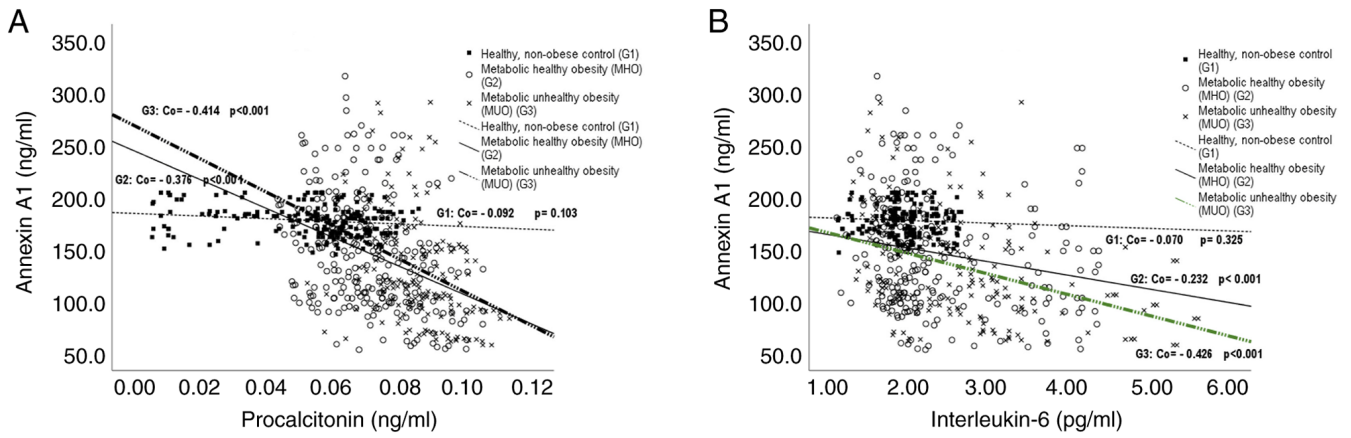 A
Annexin A1 (ng/ml)
350.0
300.0
250.0
200.0
150.0
100.0
50.0
Healthy, non-obese control (G1)
Metabolic healthy obesity (MHO)
(G2)
Metabolic unhealthy obesity
(MUO) (G3)
Healthy, non-obese control (G1)
Metabolic healthy obesity (MHO)
(G2)
Metabolic unhealthy obesity
(MUO) (G3)
G3: Co= - 0.414 p<0.001
G2: Co= - 0.376 p<0.001
G1: Co= - 0.092 p= 0.103
0.00 0.02 0.04 0.06 0.08 0.10 0.12
Procalcitonin (ng/ml)
B
Annexin A1 (ng/ml)
350.0
300.0
250.0
200.0
150.0
100.0
50.0
Healthy, non-obese control
(G1)
Metabolic healthy obesity
(MHO) (G2)
Metabolic unhealthy obesity
(MUO) (G3)
Healthy, non-obese control
(G1)
Metabolic healthy obesity
(MHO) (G2)
Metabolic unhealthy obesity
(MUO) (G3)
G1: Co= - 0.070 p= 0.325
G2: Co= - 0.232 p< 0.001
G3: Co= - 0.426 p<0.001
1.00 2.00 3.00 4.00 5.00 6.00
Interleukin-6 (pg/ml)